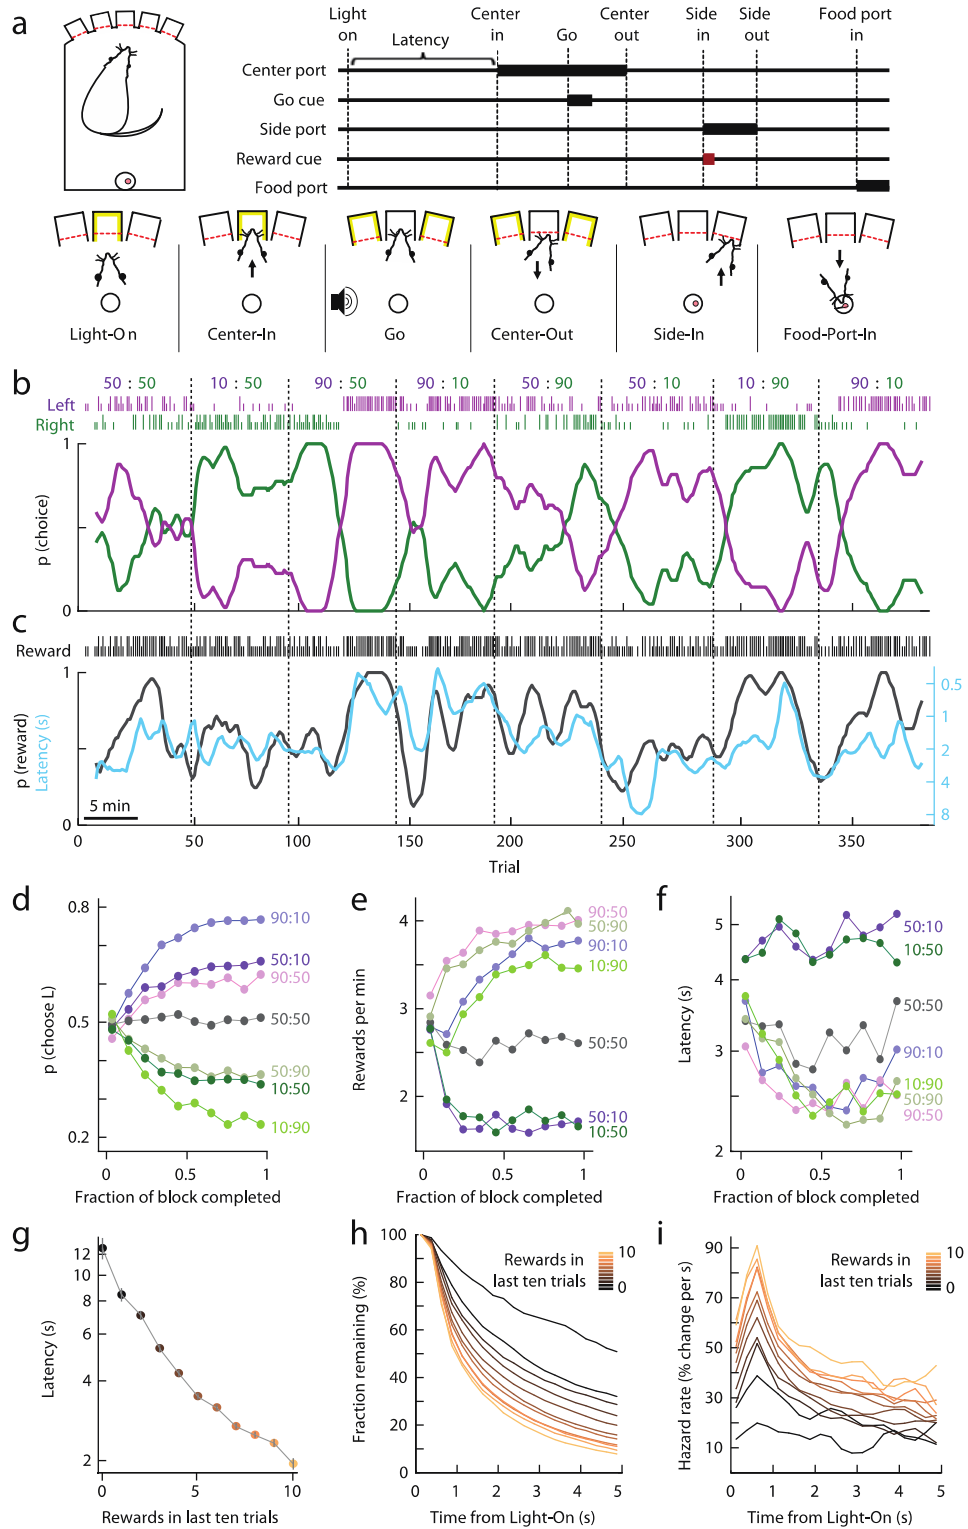 a
Light on
Center in
Go
Center out
Side in
Side out
Food port in
Latency
Center port
Go cue
Side port
Reward cue
Food port
Light-On
Center-In
Go
Center-Out
Side-In
Food-Port-In
b
50 : 50
10 : 50
90 : 50
90 : 10
50 : 90
50 : 10
10 : 90
90 : 10
Left
Right
1
p (choice)
0
c
Reward
1
p (reward)
Latency (s)
0
5 min
0.5
1
2
4
8
0
50
100
150
200
250
300
350
Trial
d
0.8
0.5
0.2
p (choose L)
90:10
50:10
90:50
50:50
50:90
10:50
10:90
0
0.5
1
Fraction of block completed
e
4
3
2
Rewards per min
90:50
50:90
90:10
10:90
50:50
50:10
10:50
0
0.5
1
Fraction of block completed
f
5
4
3
2
Latency (s)
50:10
10:50
50:50
90:10
10:90
50:90
90:50
0
0.5
1
Fraction of block completed
g
12
10
8
6
4
2
Latency (s)
0
5
10
Rewards in last ten trials
h
100
80
60
40
20
0
Fraction remaining (%)
Rewards in
last ten trials
10
0
0
1
2
3
4
5
Time from Light-On (s)
i
90
70
50
30
10
Hazard rate (% change per s)
Rewards in
last ten trials
10
0
0
1
2
3
4
5
Time from Light-On (s)